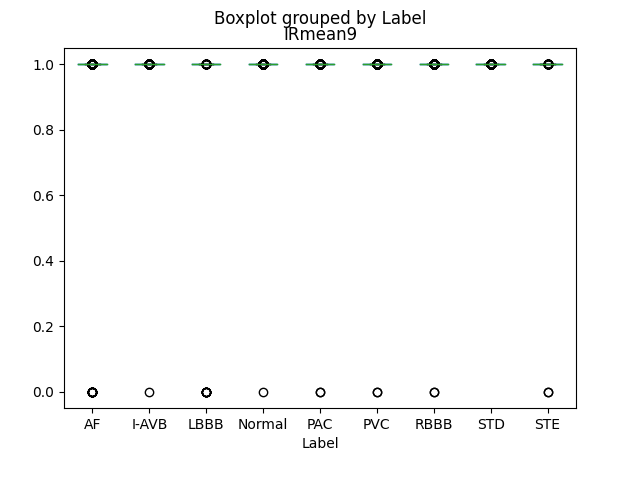 Boxplot grouped by Label
TRmean9
1.0
0.8
0.6
0.4
0.2
0.0
AF I-AVB LBBB Normal PAC PVC RBBB STD STE
Label